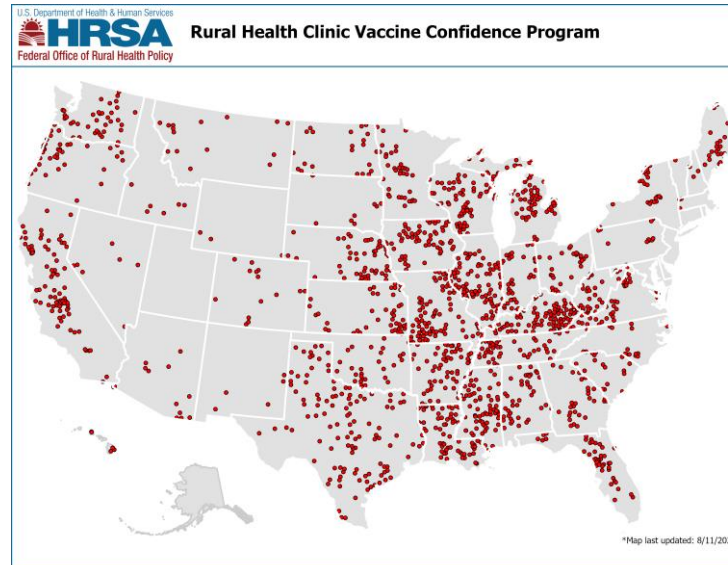 U.S. Department of Health & Human Services
HRSA
Federal Office of Rural Health Policy
Rural Health Clinic Vaccine Confidence Program
*Map last updated: 8/11/202